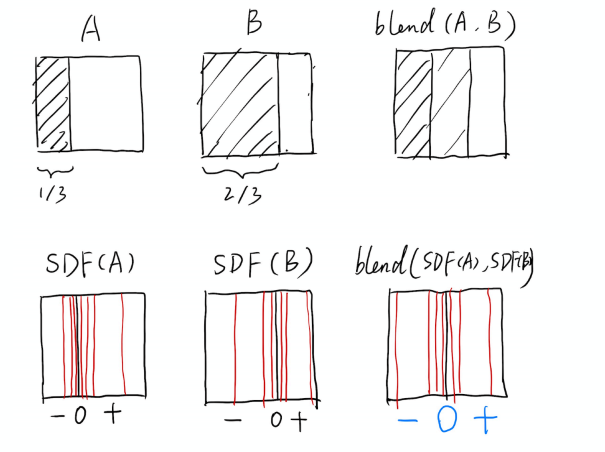 A
B
blend(A.B)
1/3
2/3
SDF(A)
SDF(B)
blend(SDF(A),SDF(B)
- 0 +
- 0 +
- 0 +